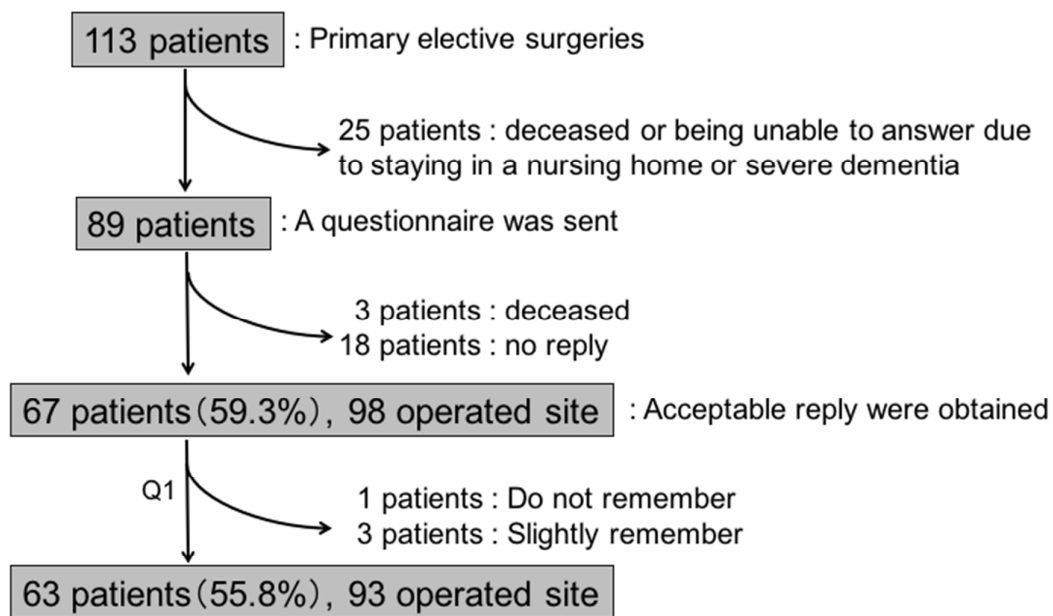 113 patients : Primary elective surgeries
25 patients : deceased or being unable to answer due
to staying in a nursing home or severe dementia
89 patients : A questionnaire was sent
3 patients : deceased
18 patients : no reply
67 patients(59.3%), 98 operated site : Acceptable reply were obtained
Q1
1 patients : Do not remember
3 patients : Slightly remember
63 patients(55.8%), 93 operated site